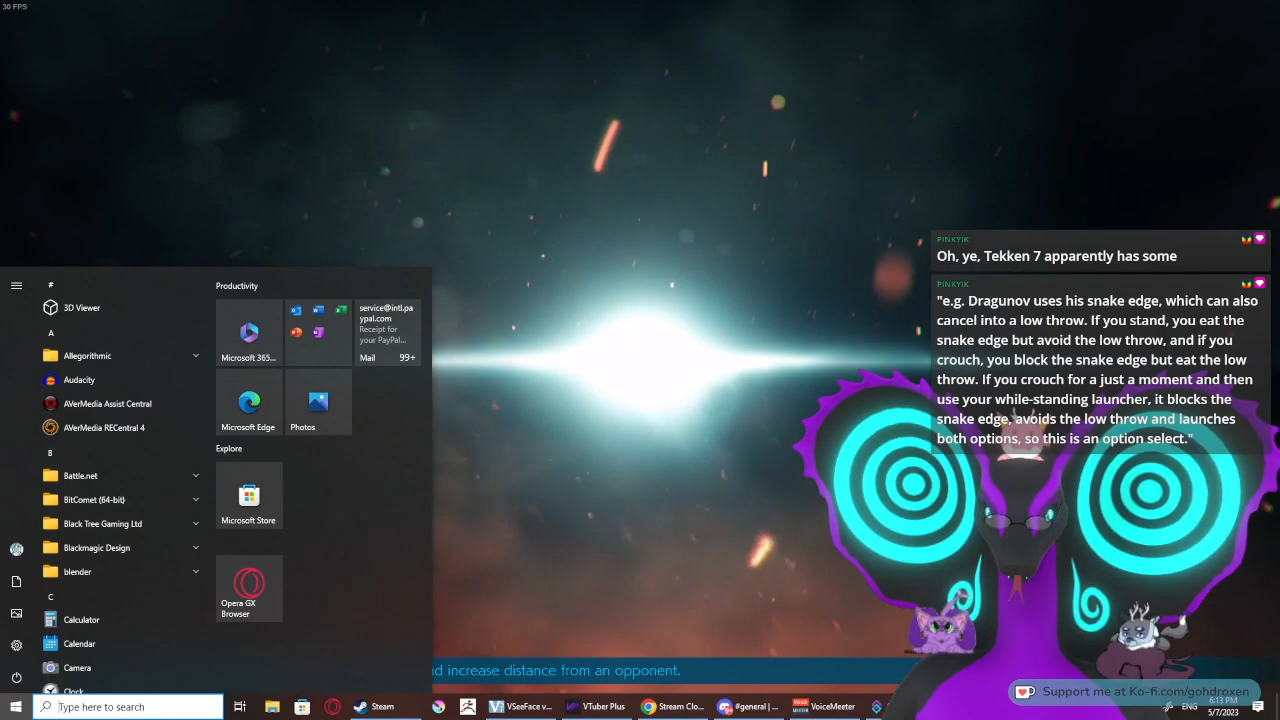 30 FPS
PINKYIK
Oh, ye, Tekken 7 apparently has some
PINKYIK
"e.g. Dragunov uses his snake edge, which can also
cancel into a low throw. If you stand, you eat the
snake edge but avoid the low throw, and if you
crouch, you block the snake edge but eat the low
throw. If you crouch for a just a moment and then
use your while-standing launcher, it blocks the
snake edge, avoids the low throw and launches
both options, so this is an option select."
#
3D Viewer
A
Allegorithmic
Audacity
AVerMedia Assist Central
AVerMedia RECentral 4
B
Battle.net
BitComet (64-bit)
Black Tree Gaming Ltd
Blackmagic Design
blender
C
Calculator
Calendar
Camera
Clock
Productivity
Microsoft 365...
service@intl.pa
ypal.com
Receipt for
your PayPal...
Mail 99+
Microsoft Edge
Photos
Explore
Microsoft Store
Opera GX
Browser
d increase distance from an opponent.
Support me at Ko-fi.com/gohdroxen
Type here to search
Steam
VSeeFace v...
VTuber Plus
Stream Clo...
#general | ...
VoiceMeeter
ENG
6:13 PM
5/7/2023